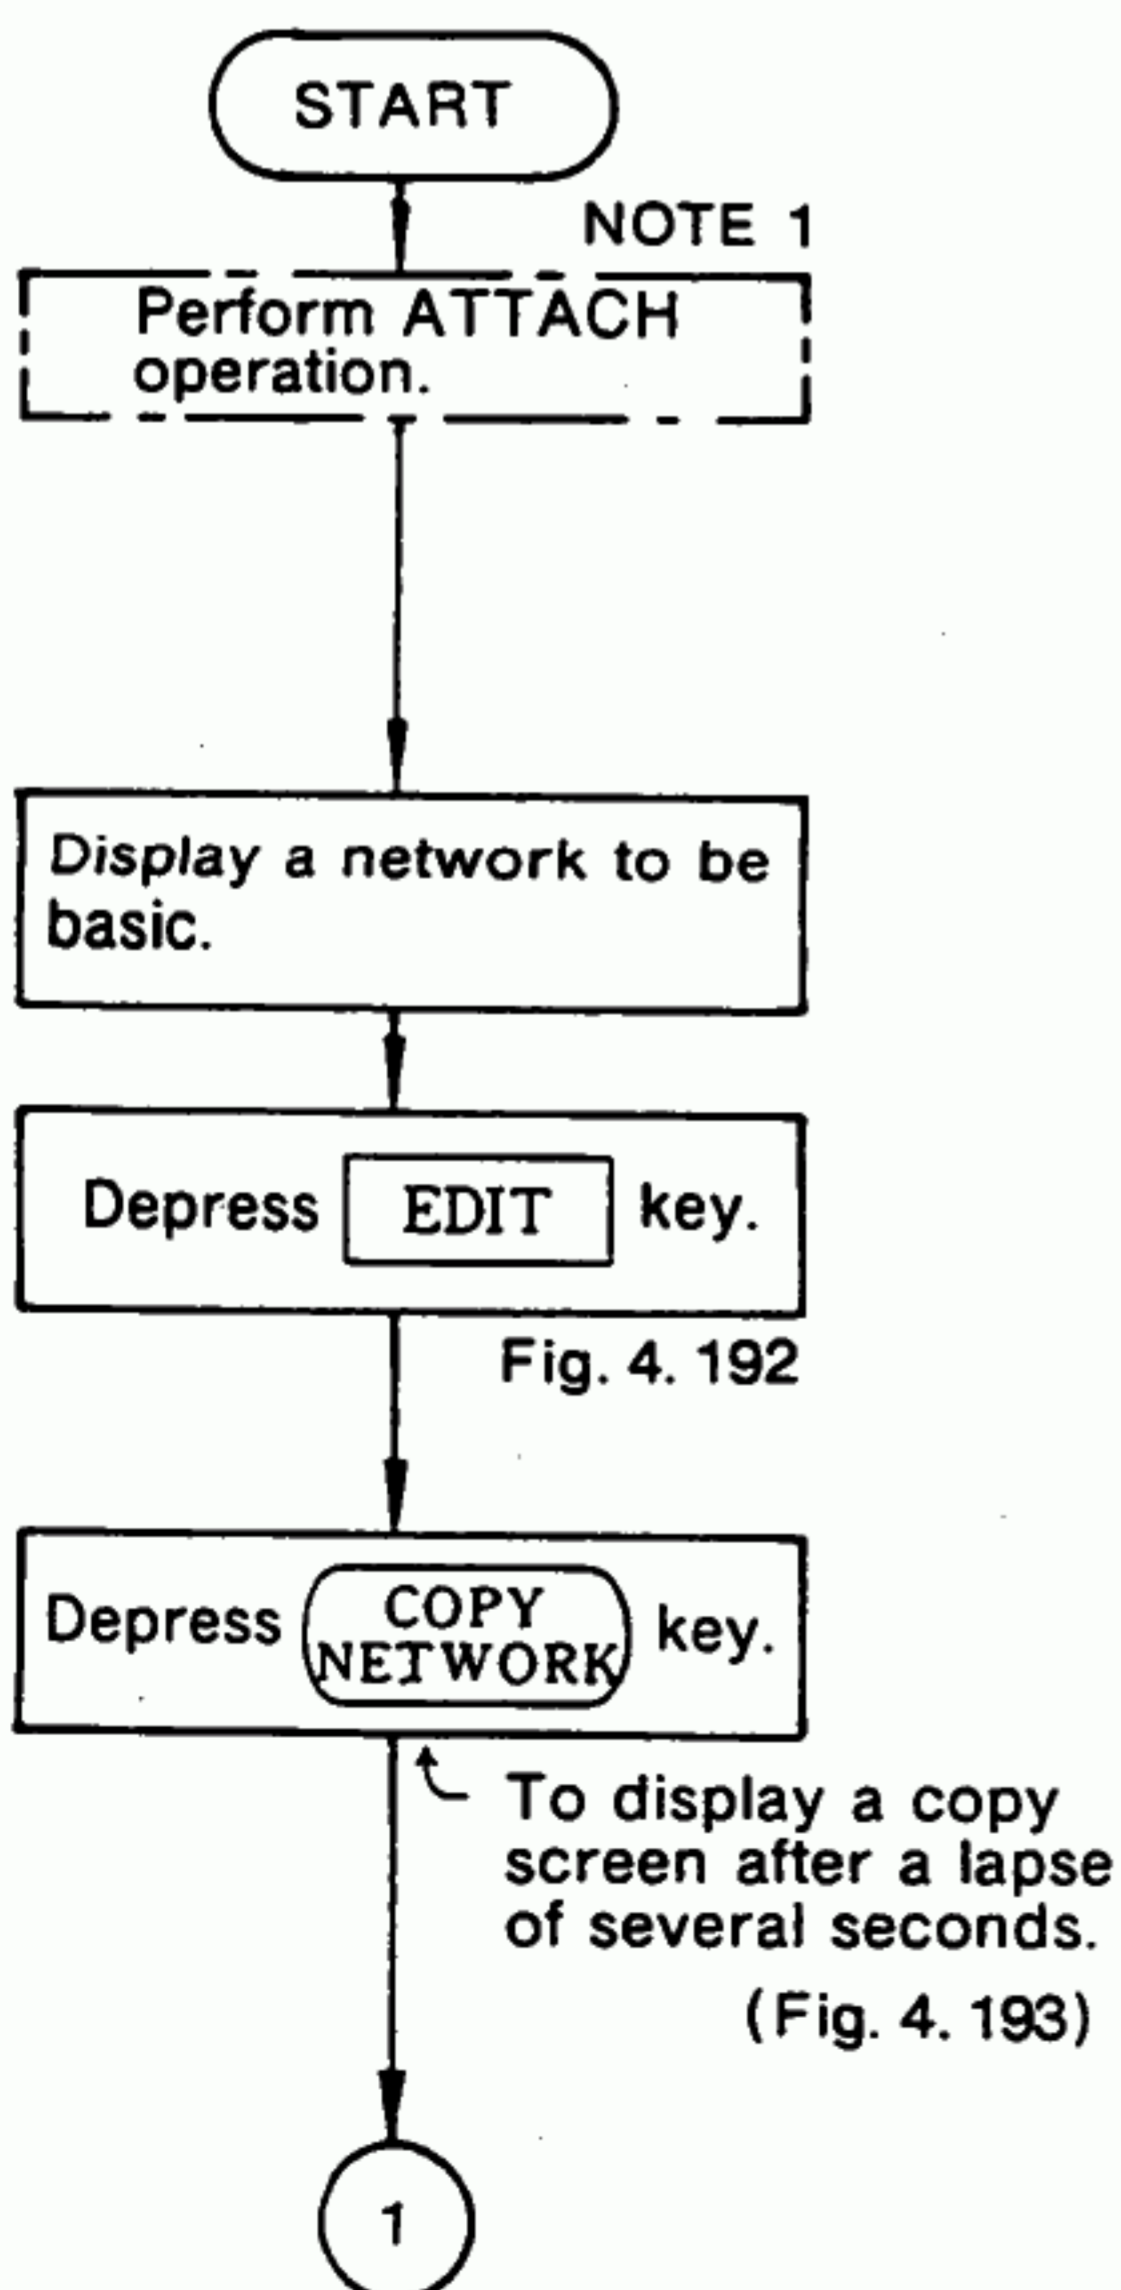 START
NOTE 1
Perform ATTACH
operation.
Display a network to be
basic.
Depress EDIT key.
Fig. 4. 192
Depress COPY NETWORK key.
To display a copy
screen after a lapse
of several seconds.
(Fig. 4. 193)
1